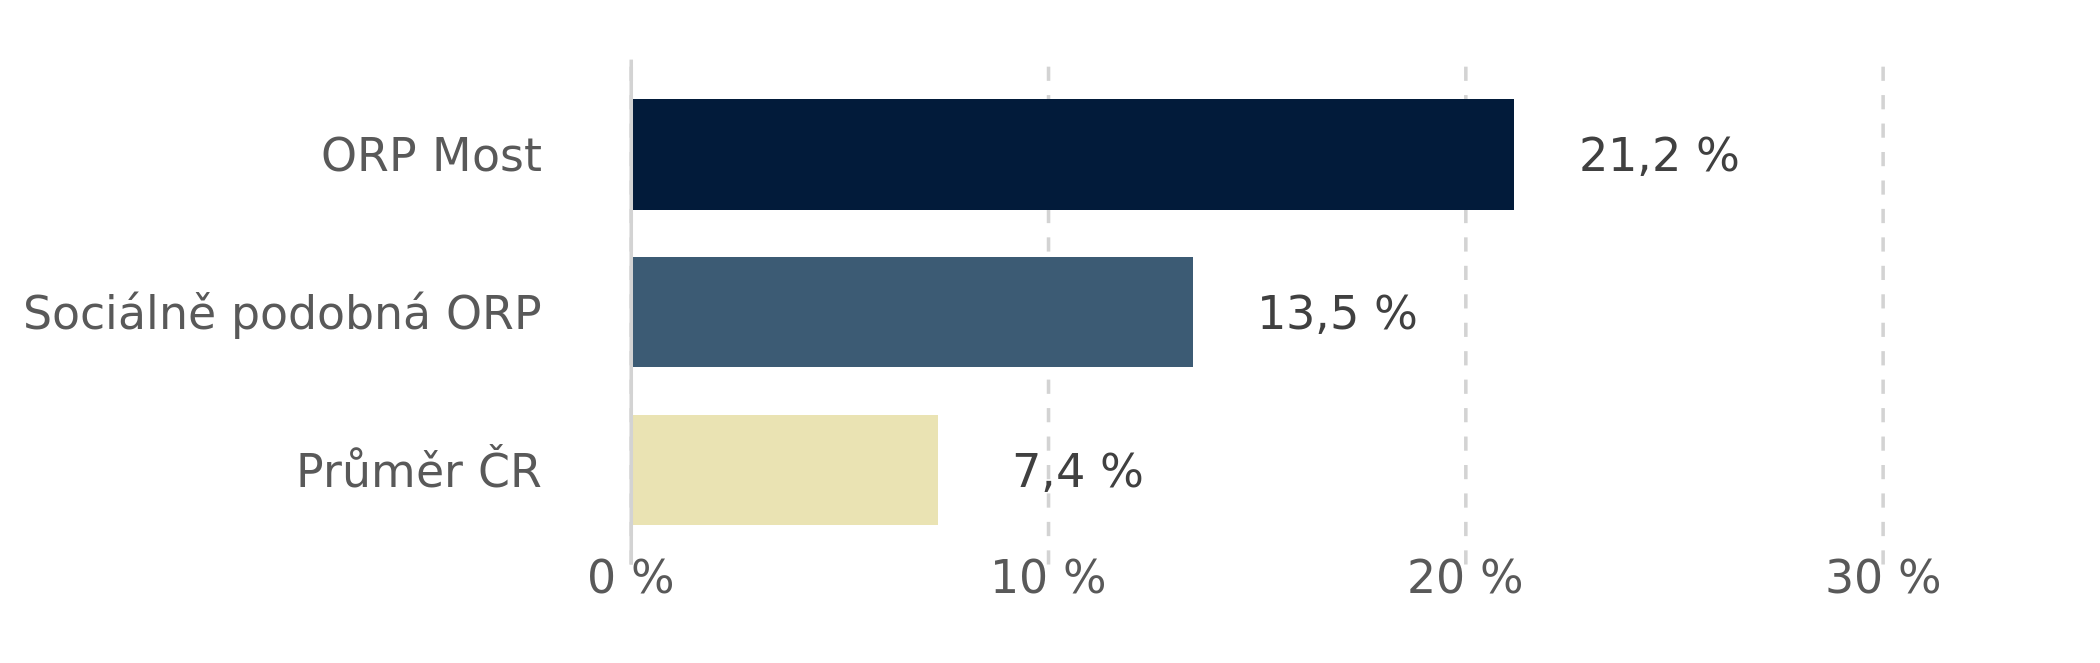 ORP Most
21,2 %
Sociálně podobná ORP
13,5 %
Průměr ČR
7,4 %
0 %
10 %
20 %
30 %